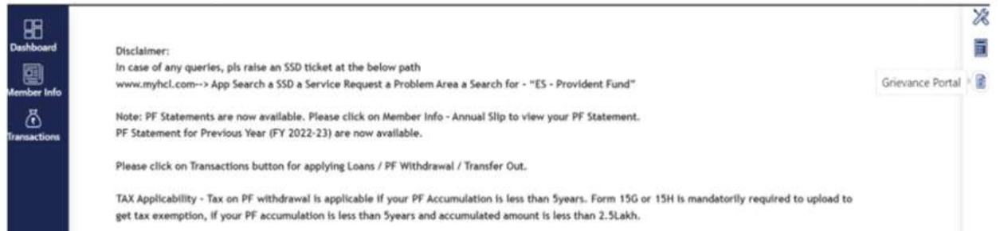 Dashboard
Member Info
Transactions
Disclaimer:
In case of any queries, pls raise an SSD ticket at the below path
www.myhcl.com--> App Search a SSD a Service Request a Problem Area a Search for - "ES - Provident Fund"
Note: PF Statements are now available. Please click on Member Info - Annual Slip to view your PF Statement.
PF Statement for Previous Year (FY 2022-23) are now available.
Please click on Transactions button for applying Loans / PF Withdrawal / Transfer Out.
TAX Applicability - Tax on PF withdrawal is applicable if your PF Accumulation is less than 5years. Form 15G or 15H is mandatorily required to upload to
get tax exemption, if your PF accumulation is less than 5years and accumulated amount is less than 2.5Lakh.
Grievance Portal